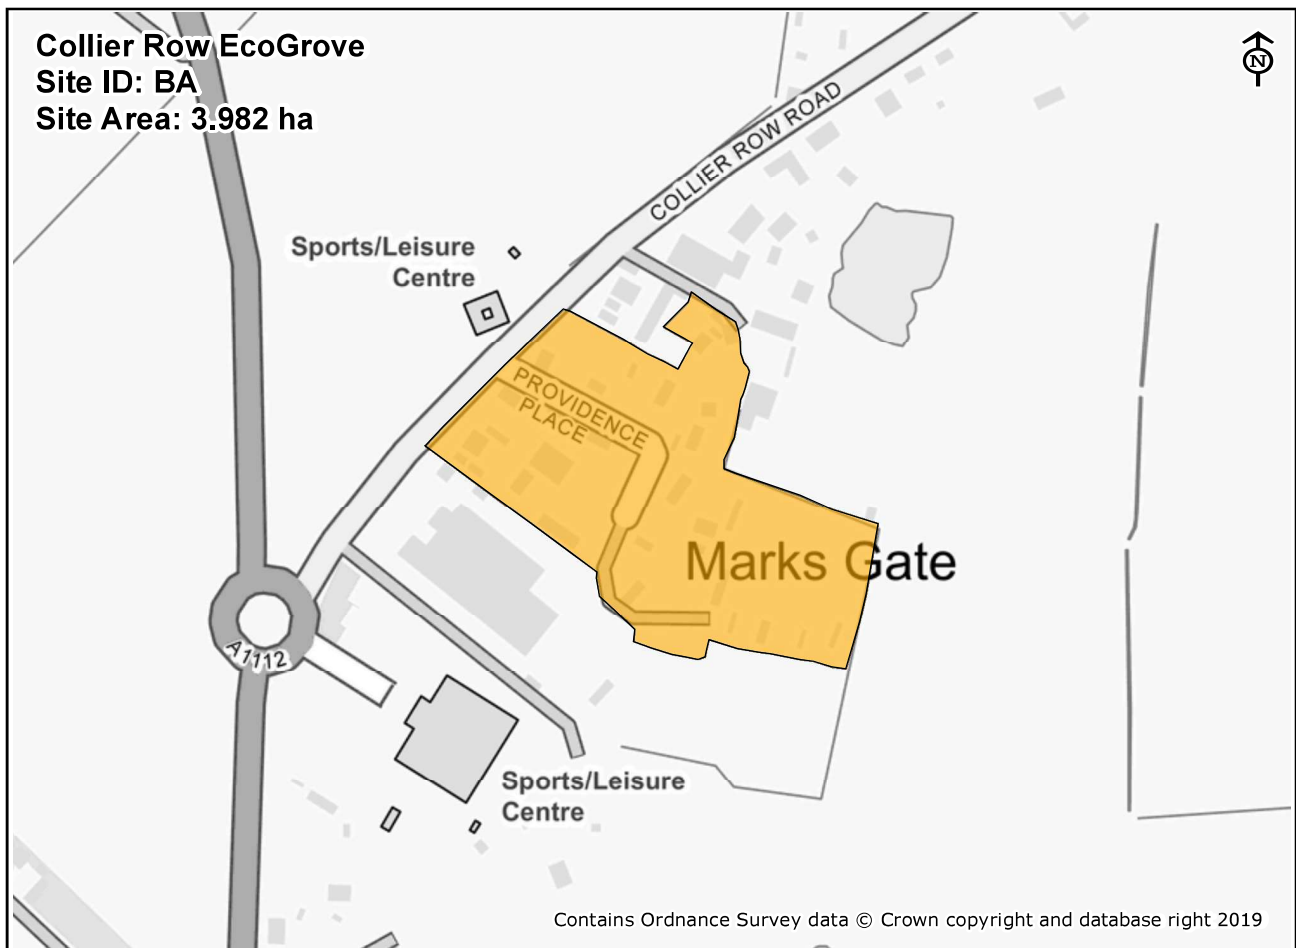 Collier Row EcoGrove
Site ID: BA
Site Area: 3.982 ha
N
COLLIER ROW ROAD
Sports/Leisure
Centre
PROVIDENCE
PLACE
Marks Gate
A1112
Sports/Leisure
Centre
Contains Ordnance Survey data © Crown copyright and database right 2019